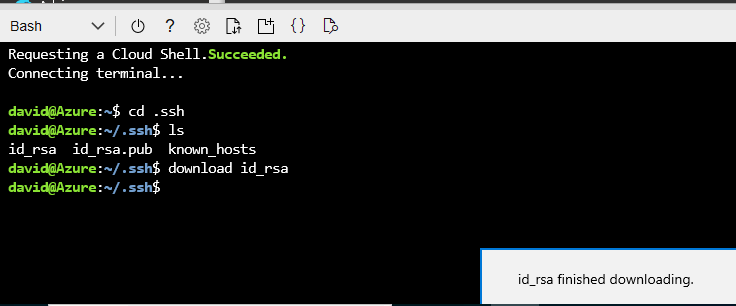 Bash
Requesting a Cloud Shell.Succeeded.
Connecting terminal...
david@Azure:~$ cd .ssh
david@Azure:~/.ssh$ ls
id_rsa  id_rsa.pub  known_hosts
david@Azure:~/.ssh$ download id_rsa
david@Azure:~/.ssh$
id_rsa finished downloading.